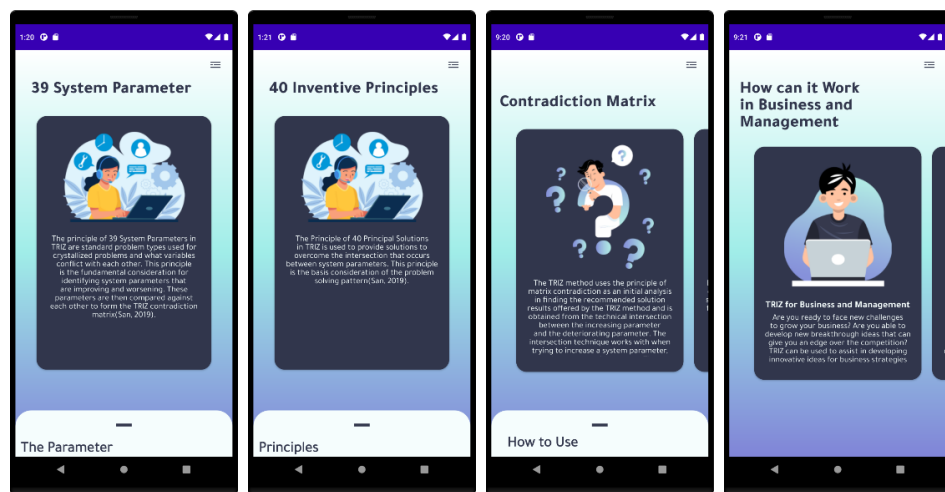 1:20
39 System Parameter
The principle of 39 System Parameters in
TRIZ are standard problem types used for
crystallized problems and what variables
conflict with each other. This principle
is the fundamental consideration for
identifying system parameters that
are improving and worsening. These
parameters are then compared against
each other to form the TRIZ contradiction
matrix(San, 2019).
The Parameter
1:21
40 Inventive Principles
The Principle of 40 Principal Solutions
in TRIZ is used to provide solutions to
overcome the intersection that occurs
between system parameters. This principle
is the basis consideration of the problem
solving pattern(San, 2019).
Principles
9:20
Contradiction Matrix
The TRIZ method uses the principle of
matrix contradiction as an initial analysis
in finding the recommended solution
results offered by the TRIZ method and is
obtained from the technical intersection
between the increasing parameter
and the deteriorating parameter. The
intersection technique works with when
trying to increase a system parameter.
How to Use
9:21
How can it Work
in Business and
Management
TRIZ for Business and Management
Are you ready to face new challenges
to grow your business? Are you able to
develop new breakthrough ideas that can
give you an edge over the competition?
TRIZ can be used to assist in developing
innovative ideas for business strategies